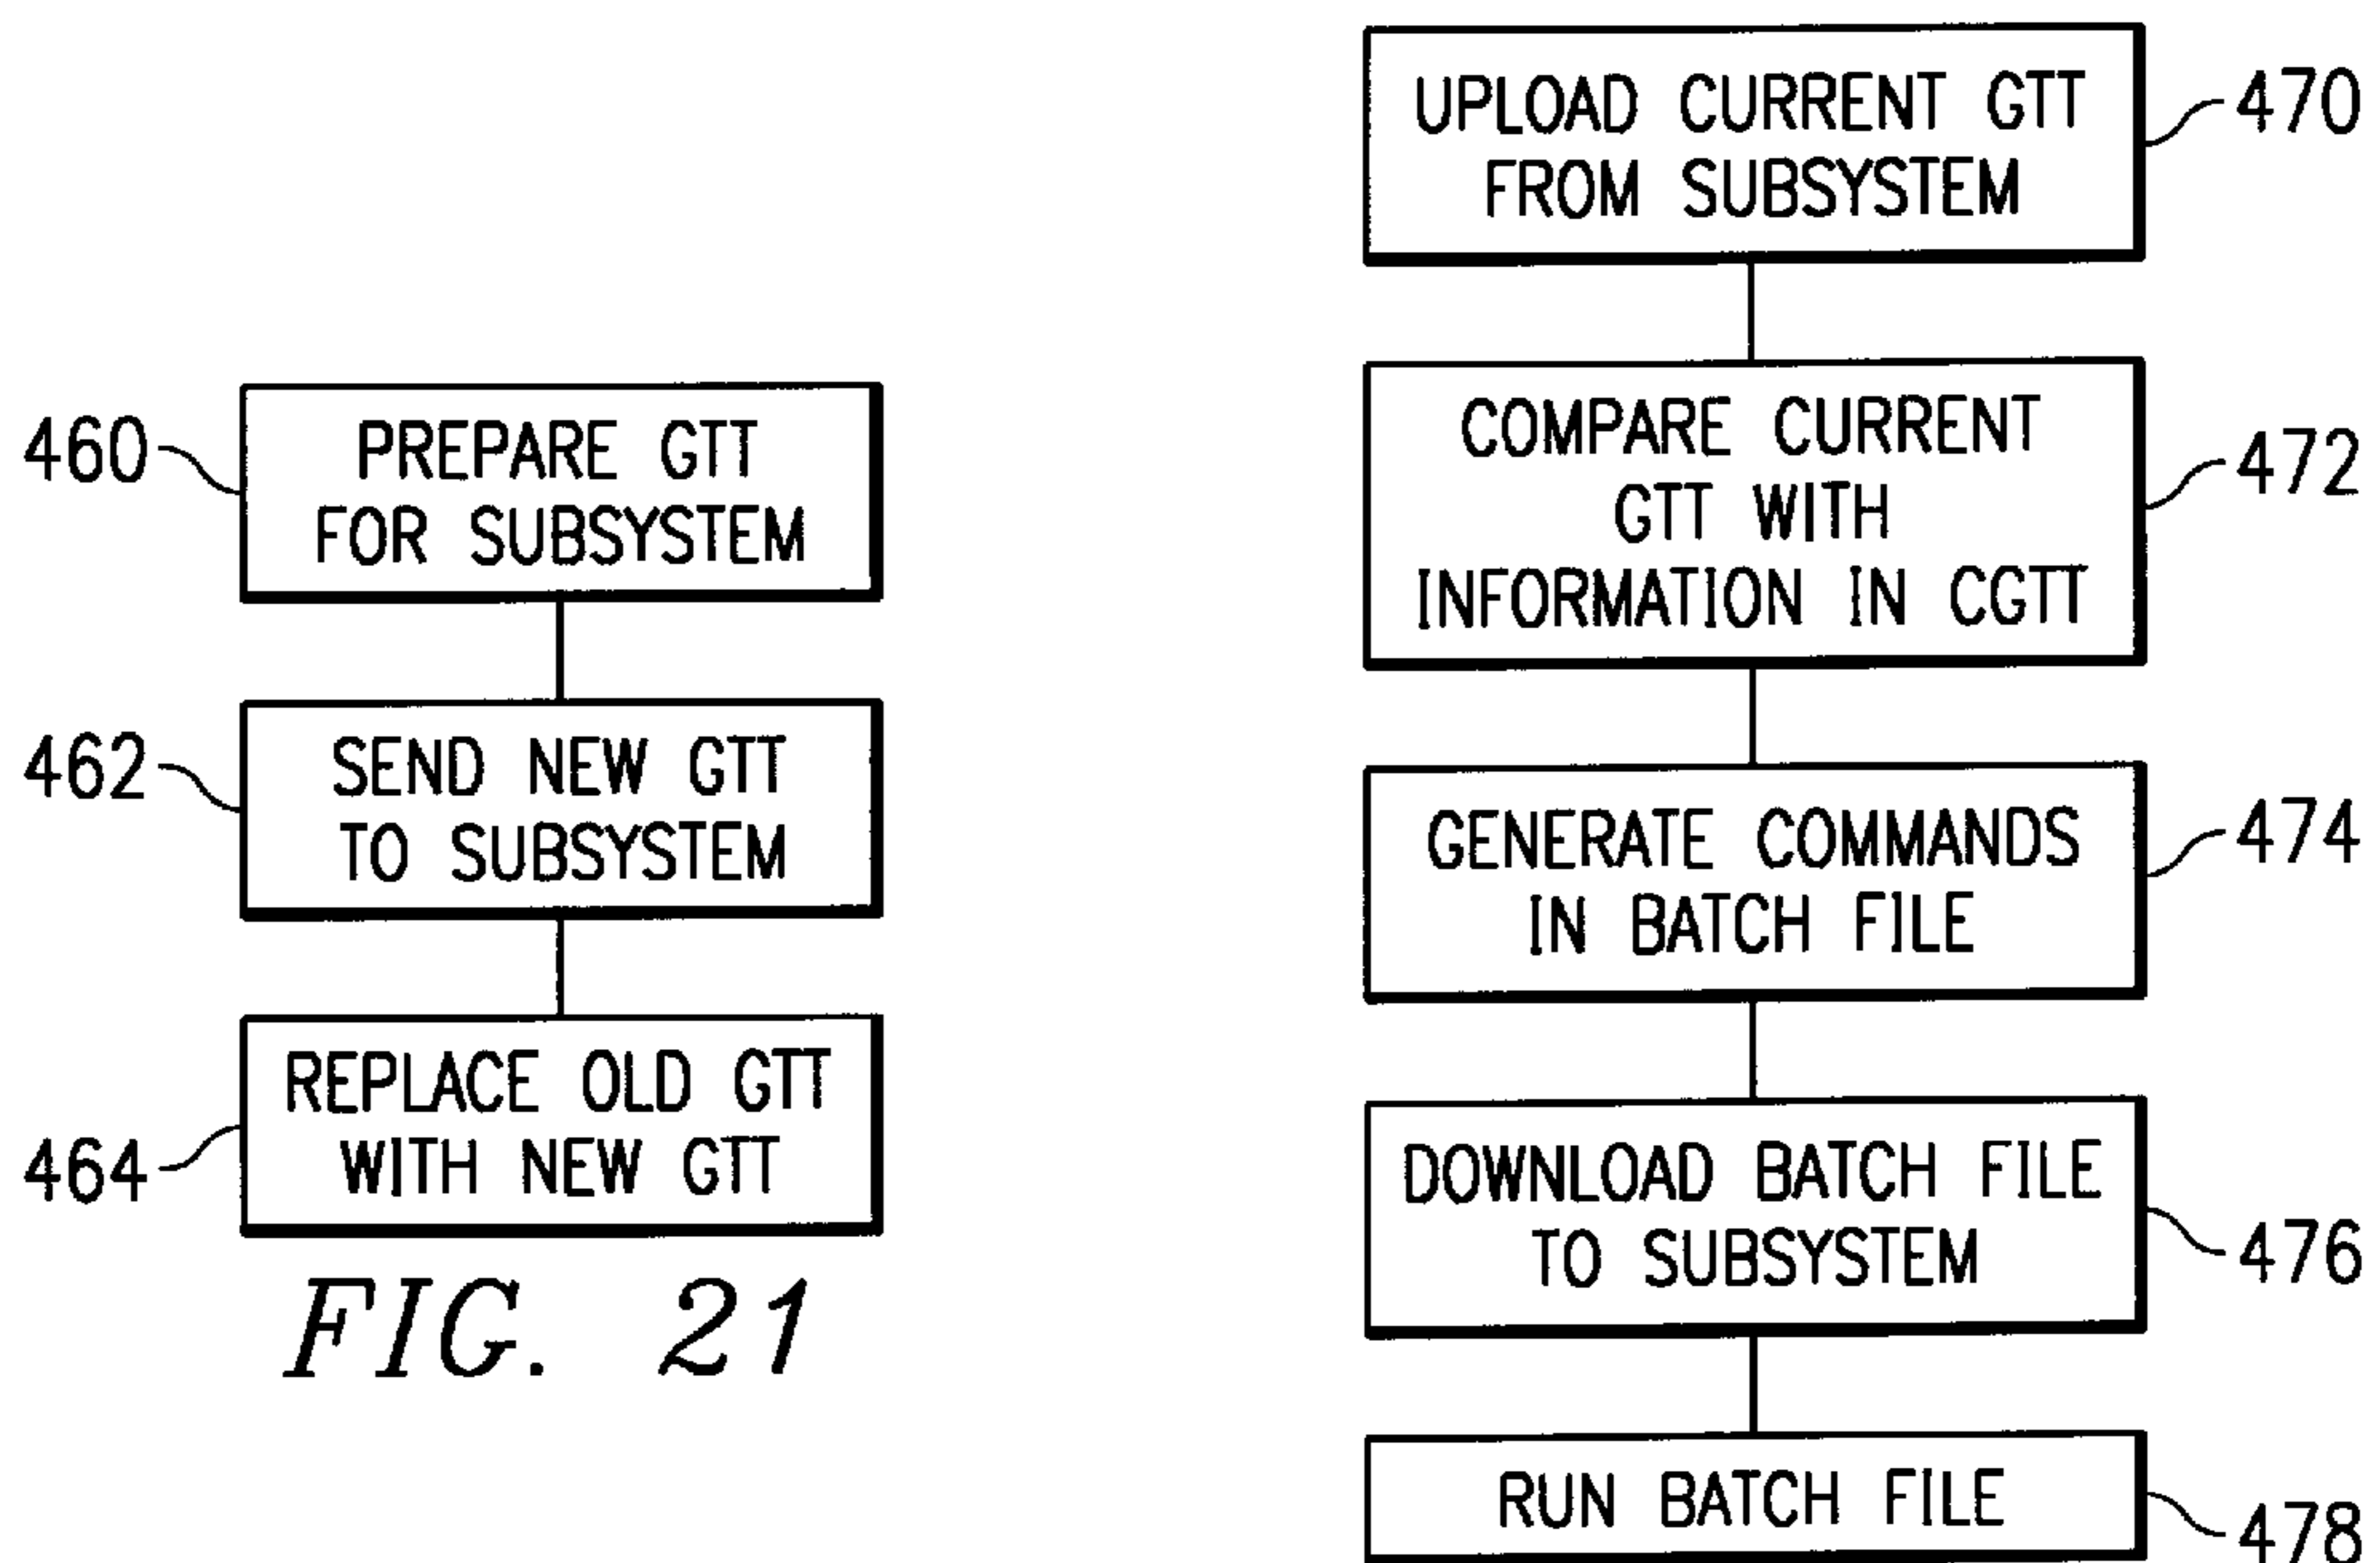 460
PREPARE GTT
FOR SUBSYSTEM
462
SEND NEW GTT
TO SUBSYSTEM
464
REPLACE OLD GTT
WITH NEW GTT
FIG. 21
UPLOAD CURRENT GTT
FROM SUBSYSTEM
470
COMPARE CURRENT
GTT WITH
INFORMATION IN CGTT
472
GENERATE COMMANDS
IN BATCH FILE
474
DOWNLOAD BATCH FILE
TO SUBSYSTEM
476
RUN BATCH FILE
478